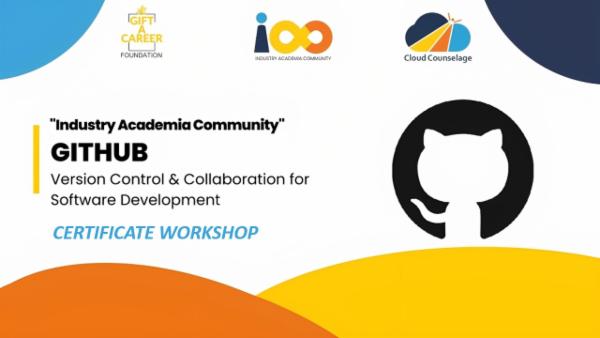 GIFT
A
CAREER
FOUNDATION
INDUSTRY ACADEMIA COMMUNITY
Cloud Counselage
"Industry Academia Community"
GITHUB
Version Control & Collaboration for
Software Development
CERTIFICATE WORKSHOP